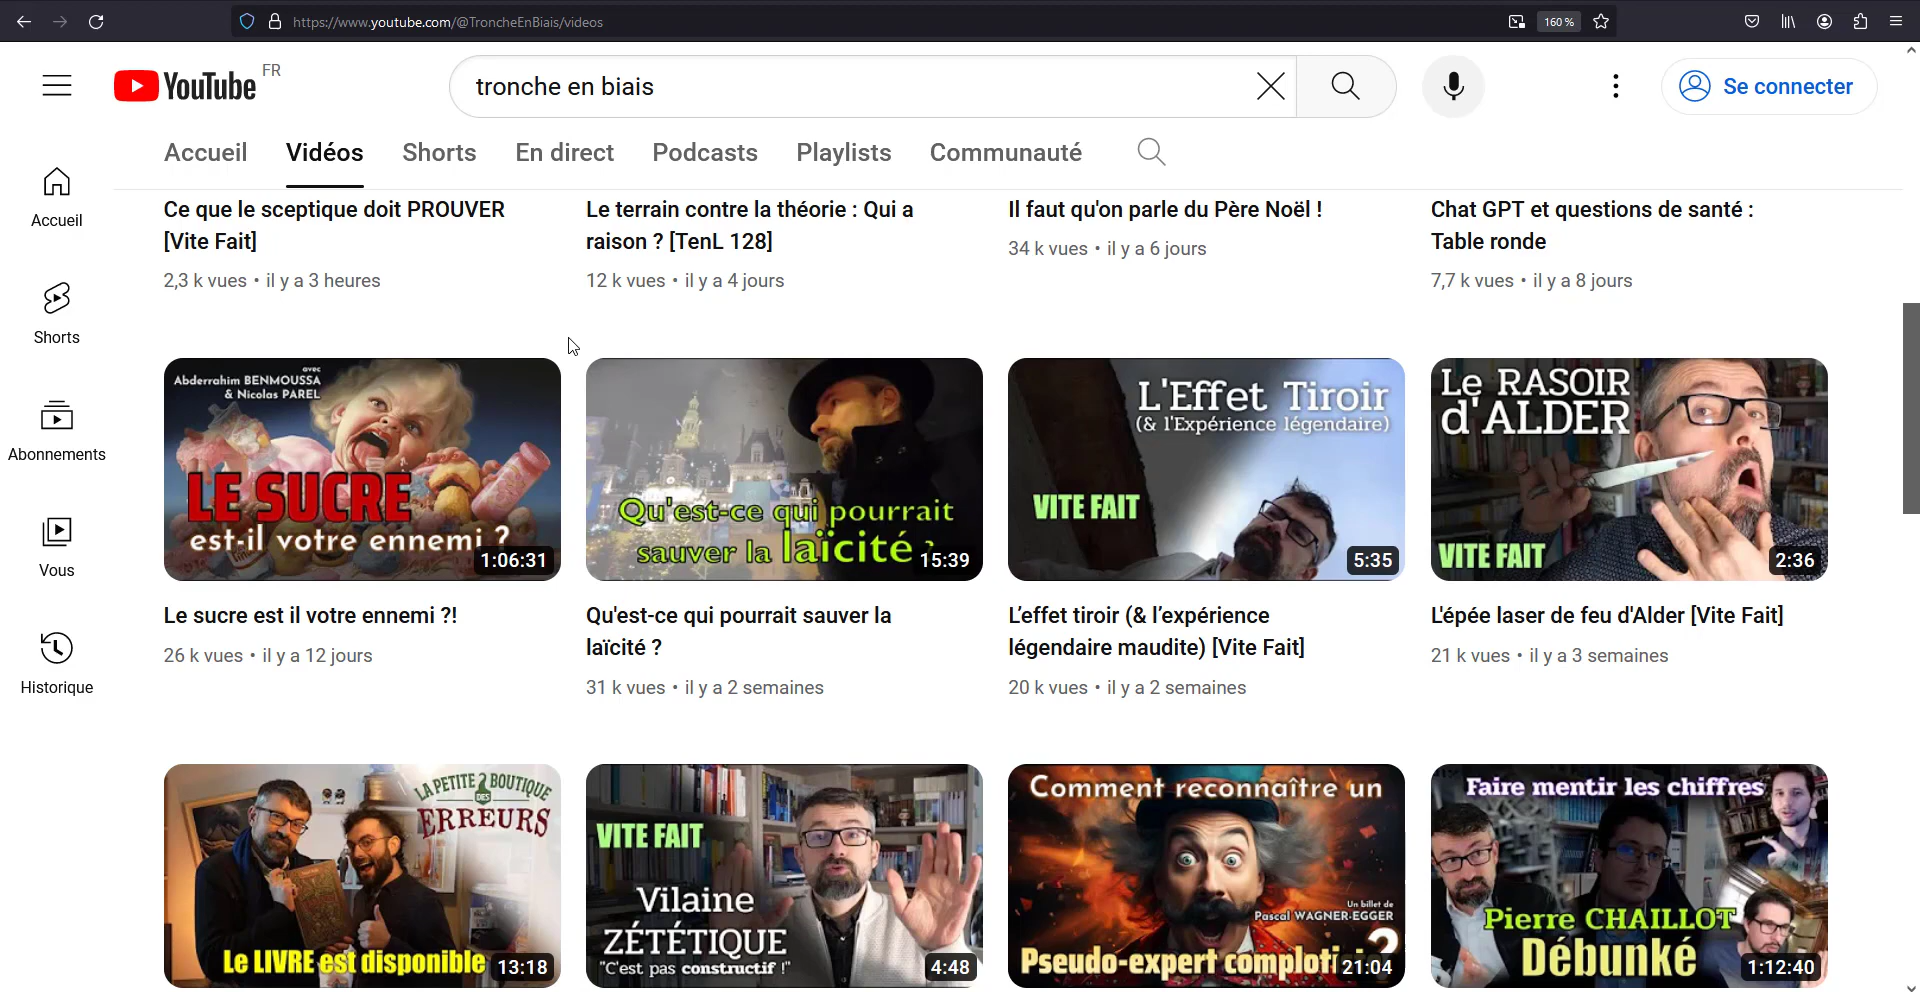 https://www.youtube.com/@TroncheEnBiais/videos
160 %
YouTube FR
tronche en biais
Se connecter
Accueil Vidéos Shorts En direct Podcasts Playlists Communauté
Accueil
Shorts
Abonnements
Vous
Historique
Ce que le sceptique doit PROUVER
[Vite Fait]
2,3 k vues • il y a 3 heures
Le terrain contre la théorie : Qui a
raison ? [TenL 128]
12 k vues • il y a 4 jours
Il faut qu'on parle du Père Noël !
34 k vues • il y a 6 jours
Chat GPT et questions de santé :
Table ronde
7,7 k vues • il y a 8 jours
avec
Abderrahim BENMOUSSA
& Nicolas PAREL
LE SUCRE
est-il votre ennemi ?
1:06:31
Le sucre est il votre ennemi ?!
26 k vues • il y a 12 jours
Qu'est-ce qui pourrait
sauver la laïcité ?
15:39
Qu'est-ce qui pourrait sauver la
laïcité ?
31 k vues • il y a 2 semaines
L'Effet Tiroir
(& l'Expérience légendaire)
VITE FAIT
5:35
L’effet tiroir (& l’expérience
légendaire maudite) [Vite Fait]
20 k vues • il y a 2 semaines
Le RASOIR
d'ALDER
VITE FAIT
2:36
L'épée laser de feu d'Alder [Vite Fait]
21 k vues • il y a 3 semaines
LA PETITE BOUTIQUE
DES
ERREURS
Le LIVRE est disponible
13:18
VITE FAIT
Vilaine
ZÉTÉTIQUE
"C'est pas constructif !"
4:48
Comment reconnaître un
Un billet de
Pascal WAGNER-EGGER
Pseudo-expert comploti ?
21:04
Faire mentir les chiffres
Pierre CHAILLOT
Débunké
1:12:40